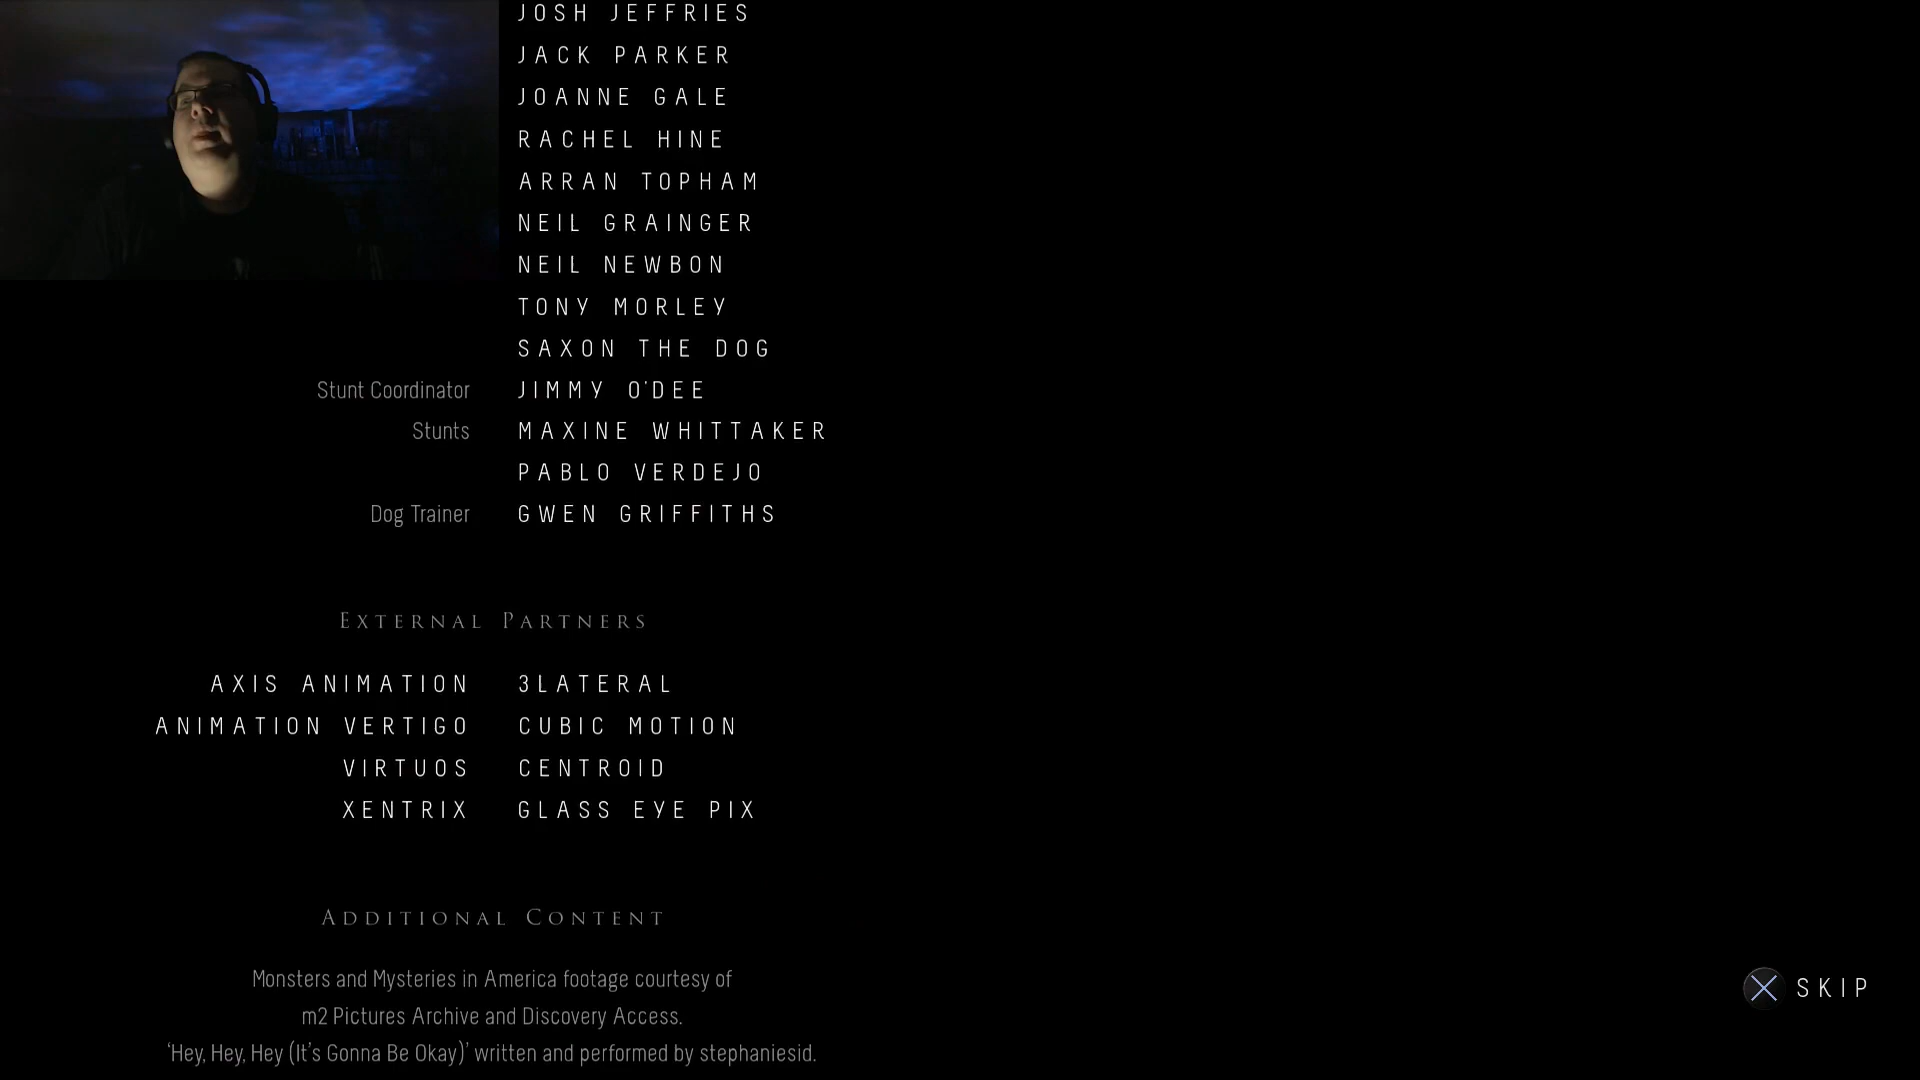 JOSH JEFFRIES
JACK PARKER
JOANNE GALE
RACHEL HINE
ARRAN TOPHAM
NEIL GRAINGER
NEIL NEWBON
TONY MORLEY
SAXON THE DOG
Stunt Coordinator JIMMY O'DEE
Stunts MAXINE WHITTAKER
PABLO VERDEJO
Dog Trainer GWEN GRIFFITHS
EXTERNAL PARTNERS
AXIS ANIMATION 3LATERAL
ANIMATION VERTIGO CUBIC MOTION
VIRTUOS CENTROID
XENTRIX GLASS EYE PIX
ADDITIONAL CONTENT
Monsters and Mysteries in America footage courtesy of
m2 Pictures Archive and Discovery Access.
‘Hey, Hey, Hey (It’s Gonna Be Okay)’ written and performed by stephaniesid.
SKIP